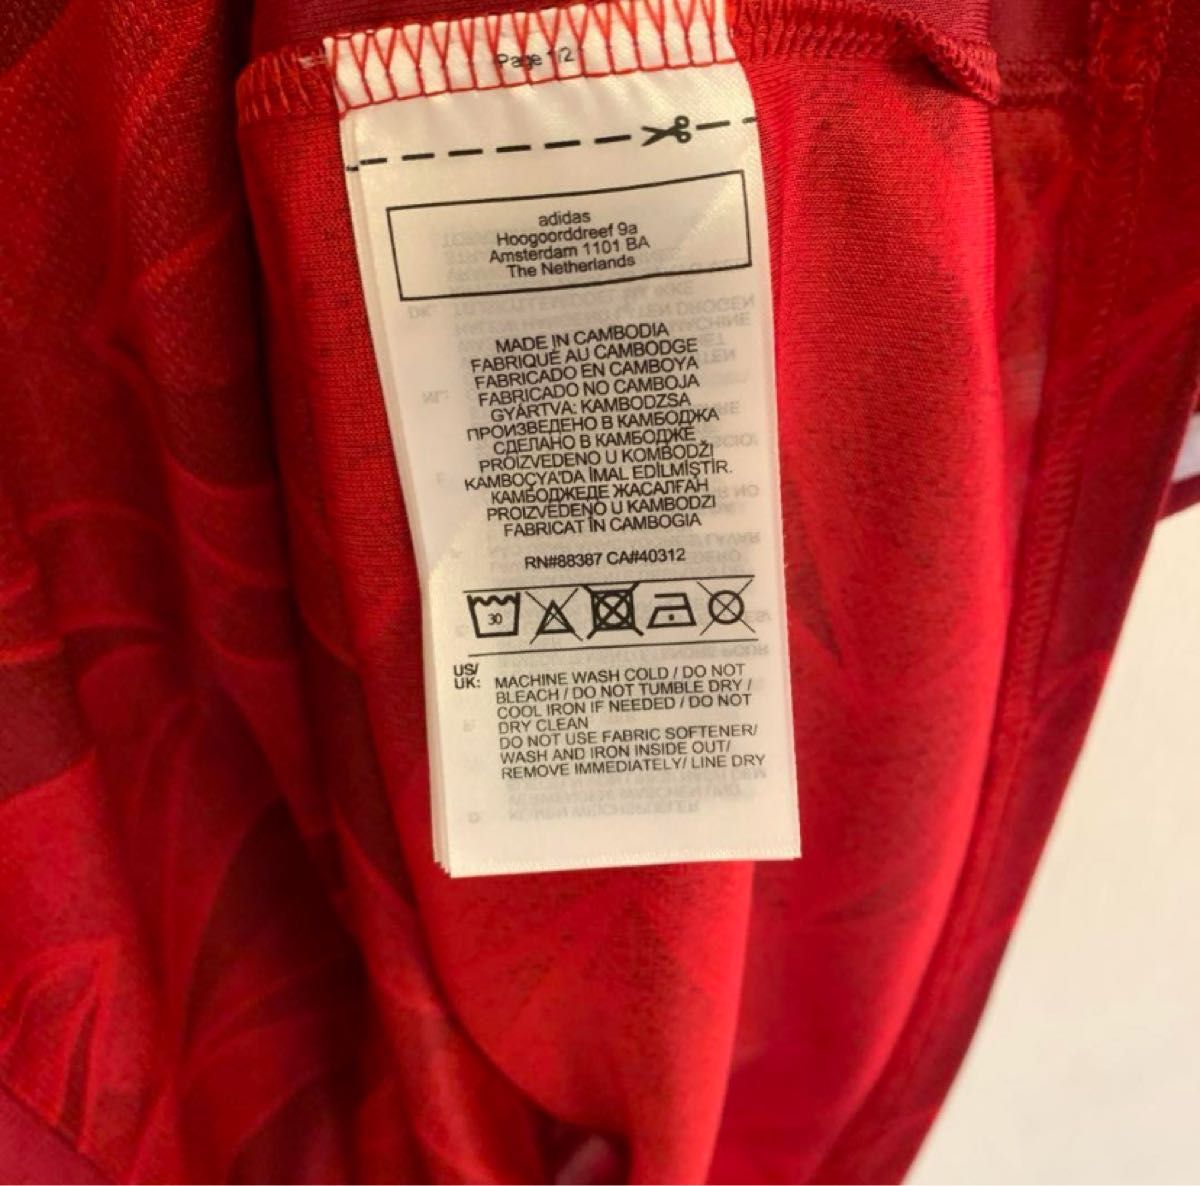 Page 1/2
adidas
Hoogoorddreef 9a
Amsterdam 1101 BA
The Netherlands
MADE IN CAMBODIA
FABRIQUÉ AU CAMBODGE
FABRICADO EN CAMBOYA
FABRICADO NO CAMBOJA
GYÁRTVA: KAMBODZSA
ПРОИЗВЕДЕНО В КАМБОДЖА
СДЕЛАНО В КАМБОДЖЕ
PROIZVEDENO U KOMBODŽI
KAMBOÇYA'DA İMAL EDİLMİŞTİR.
КАМБОДЖЕДЕ ЖАСАЛҒАН
PROIZVEDENO U KAMBODZI
FABRICAT ÎN CAMBOGIA
RN#88387 CA#40312
30
US/
UK:
MACHINE WASH COLD / DO NOT
BLEACH / DO NOT TUMBLE DRY /
COOL IRON IF NEEDED / DO NOT
DRY CLEAN
DO NOT USE FABRIC SOFTENER/
WASH AND IRON INSIDE OUT/
REMOVE IMMEDIATELY/ LINE DRY